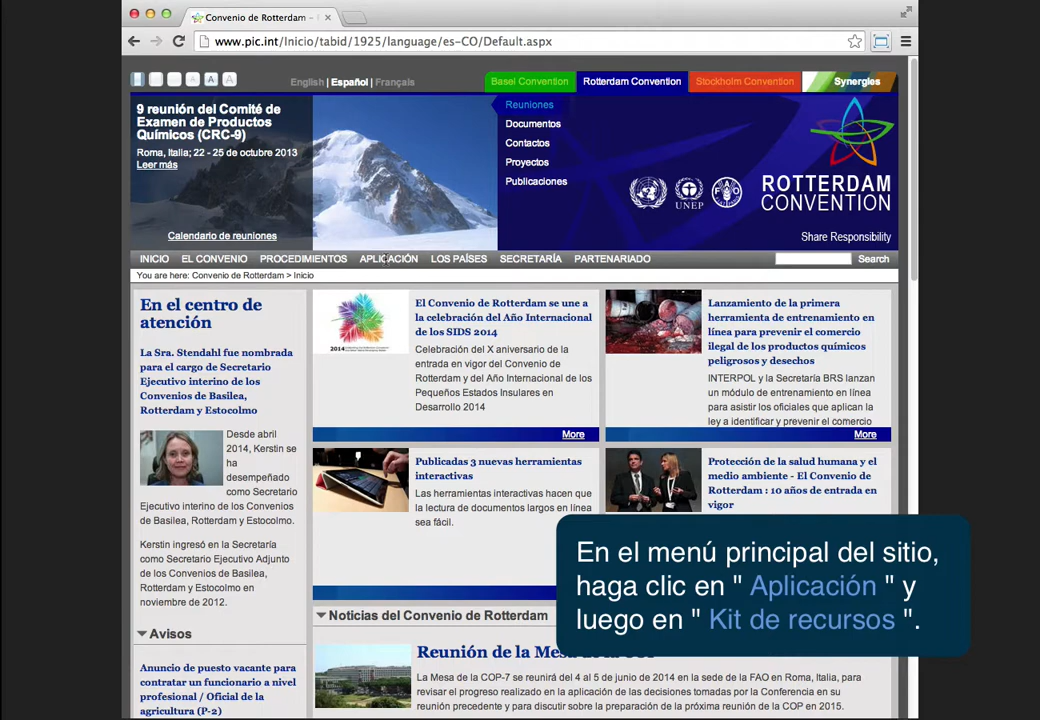 Convenio de Rotterdam -
www.pic.int/Inicio/tabid/1925/language/es-CO/Default.aspx
A A A
English | Español | Français
Basel Convention
Rotterdam Convention
Stockholm Convention
Synergies
9 reunión del Comité de
Examen de Productos
Químicos (CRC-9)
Roma, Italia; 22 - 25 de octubre 2013
Leer más
Calendario de reuniones
Reuniones
Documentos
Contactos
Proyectos
Publicaciones
UNEP
ROTTERDAM
CONVENTION
Share Responsibility
INICIO EL CONVENIO PROCEDIMIENTOS APLICACIÓN LOS PAÍSES SECRETARÍA PARTENARIADO
Search
You are here: Convenio de Rotterdam > Inicio
En el centro de
atención
La Sra. Stendahl fue nombrada
para el cargo de Secretario
Ejecutivo interino de los
Convenios de Basilea,
Rotterdam y Estocolmo
Desde abril
2014, Kerstin se
ha
desempeñado
como Secretario
Ejecutivo interino de los Convenios
de Basilea, Rotterdam y Estocolmo.
Kerstin ingresó en la Secretaría
como Secretario Ejecutivo Adjunto
de los Convenios de Basilea,
Rotterdam y Estocolmo en
noviembre de 2012.
Avisos
Anuncio de puesto vacante para
contratar un funcionario a nivel
profesional / Oficial de la
agricultura (P-2)
El Convenio de Rotterdam se une a
la celebración del Año Internacional
de los SIDS 2014
Celebración del X aniversario de la
entrada en vigor del Convenio de
Rotterdam y del Año Internacional de los
Pequeños Estados Insulares en
Desarrollo 2014
More
Lanzamiento de la primera
herramienta de entrenamiento en
línea para prevenir el comercio
ilegal de los productos químicos
peligrosos y desechos
INTERPOL y la Secretaría BRS lanzan
un módulo de entrenamiento en línea
para asistir los oficiales que aplican la
ley a identificar y prevenir el comercio
More
Publicadas 3 nuevas herramientas
interactivas
Las herramientas interactivas hacen que
la lectura de documentos largos en línea
sea fácil.
Protección de la salud humana y el
medio ambiente - El Convenio de
Rotterdam : 10 años de entrada en
vigor
Noticias del Convenio de Rotterdam
Reunión de la Mesa
La Mesa de la COP-7 se reunirá del 4 al 5 de junio de 2014 en la sede de la FAO en Roma, Italia, para
revisar el progreso realizado en la aplicación de las decisiones tomadas por la Conferencia en su
reunión precedente y para discutir sobre la preparación de la próxima reunión de la COP en 2015.
En el menú principal del sitio,
haga clic en " Aplicación " y
luego en " Kit de recursos ".